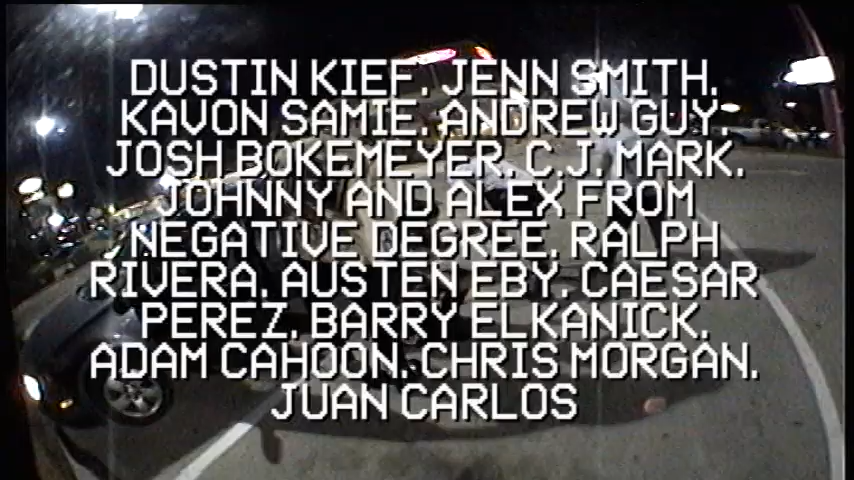 DUSTIN KIEF, JENN SMITH,
KAVON SAMIE, ANDREW GUY,
JOSH BOKEMEYER, C.J. MARK,
JOHNNY AND ALEX FROM
NEGATIVE DEGREE, RALPH
RIVERA, AUSTEN EBY, CAESAR
PEREZ, BARRY ELKANICK,
ADAM CAHOON, CHRIS MORGAN,
JUAN CARLOS